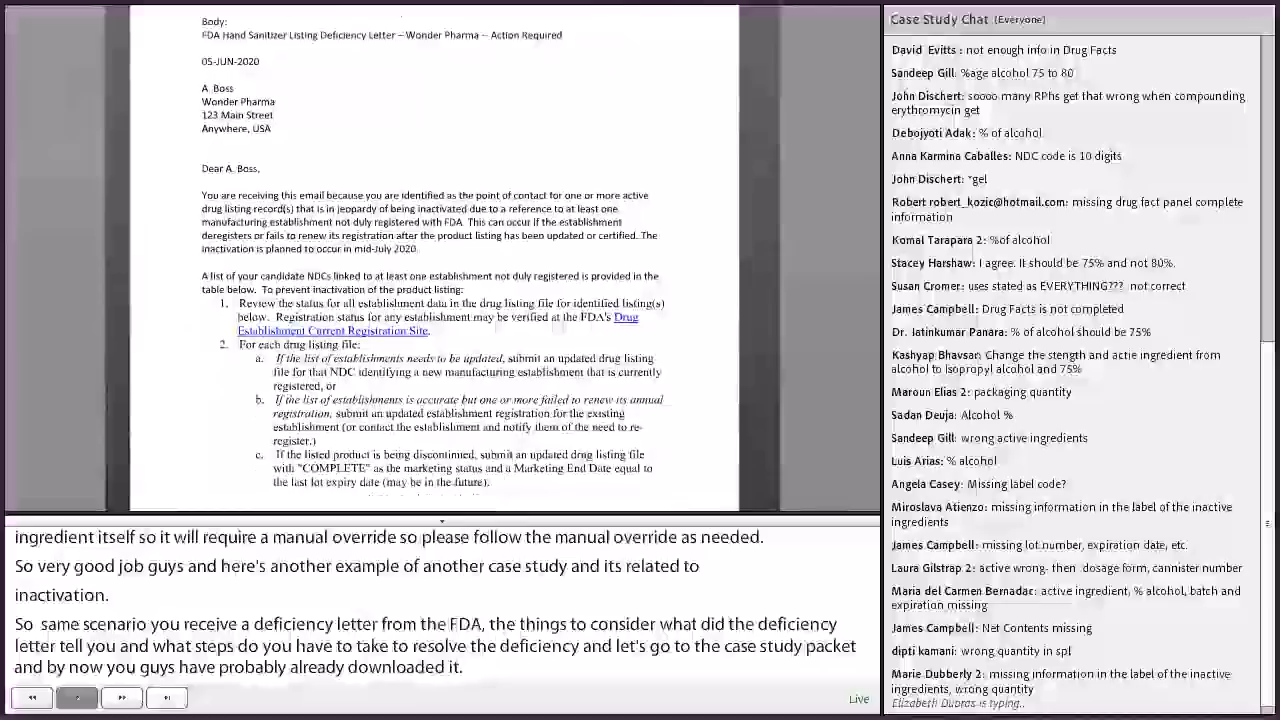 Body:
FDA Hand Sanitizer Listing Deficiency Letter – Wonder Pharma -- Action Required
05-JUN-2020
A. Boss
Wonder Pharma
123 Main Street
Anywhere, USA
Dear A. Boss,
You are receiving this email because you are identified as the point of contact for one or more active
drug listing record(s) that is in jeopardy of being inactivated due to a reference to at least one
manufacturing establishment not duly registered with FDA. This can occur if the establishment
deregisters or fails to renew its registration after the product listing has been updated or certified. The
inactivation is planned to occur in mid-July 2020.
A list of your candidate NDCs linked to at least one establishment not duly registered is provided in the
table below. To prevent inactivation of the product listing:
1. Review the status for all establishment data in the drug listing file for identified listing(s)
below. Registration status for any establishment may be verified at the FDA's Drug
Establishment Current Registration Site.
2. For each drug listing file:
a. If the list of establishments needs to be updated, submit an updated drug listing
file for that NDC identifying a new manufacturing establishment that is currently
registered, or
b. If the list of establishments is accurate but one or more failed to renew its annual
registration, submit an updated establishment registration for the existing
establishment (or contact the establishment and notify them of the need to re-
register.)
c. If the listed product is being discontinued, submit an updated drug listing file
with "COMPLETE" as the marketing status and a Marketing End Date equal to
the last lot expiry date (may be in the future).
ingredient itself so it will require a manual override so please follow the manual override as needed.
So very good job guys and here's another example of another case study and its related to
inactivation.
So same scenario you receive a deficiency letter from the FDA, the things to consider what did the deficiency
letter tell you and what steps do you have to take to resolve the deficiency and let's go to the case study packet
and by now you guys have probably already downloaded it.
Live
Case Study Chat (Everyone)
David Evitts : not enough info in Drug Facts
Sandeep Gill: %age alcohol 75 to 80
John Dischert: soooo many RPhs get that wrong when compounding
erythromycin get
Debojyoti Adak: % of alcohol
Anna Karmina Caballes: NDC code is 10 digits
John Dischert: *gel
Robert robert_kozic@hotmail.com: missing drug fact panel complete
information
Komal Tarapara 2: %of alcohol
Stacey Harshaw: I agree. It should be 75% and not 80%.
Susan Cromer: uses stated as EVERYTHING??? not correct
James Campbell: Drug Facts is not completed
Dr. Jatinkumar Panara: % of alcohol should be 75%
Kashyap Bhavsar: Change the stength and actie ingredient from
alcohol to Isopropyl alcohol and 75%
Maroun Elias 2: packaging quantity
Sadan Deuja: Alcohol %
Sandeep Gill: wrong active ingredients
Luis Arias: % alcohol
Angela Casey: Missing label code?
Miroslava Atienzo: missing information in the label of the inactive
ingredients
James Campbell: missing lot number, expiration date, etc.
Laura Gilstrap 2: active wrong- then .dosage form, cannister number
Maria del Carmen Bernadac: active ingredient, % alcohol, batch and
expiration missing
James Campbell: Net Contents missing
dipti kamani: wrong quantity in spl
Marie Dubberly 2: missing information in the label of the inactive
ingredients, wrong quantity
Elizabeth Dubras is typing..